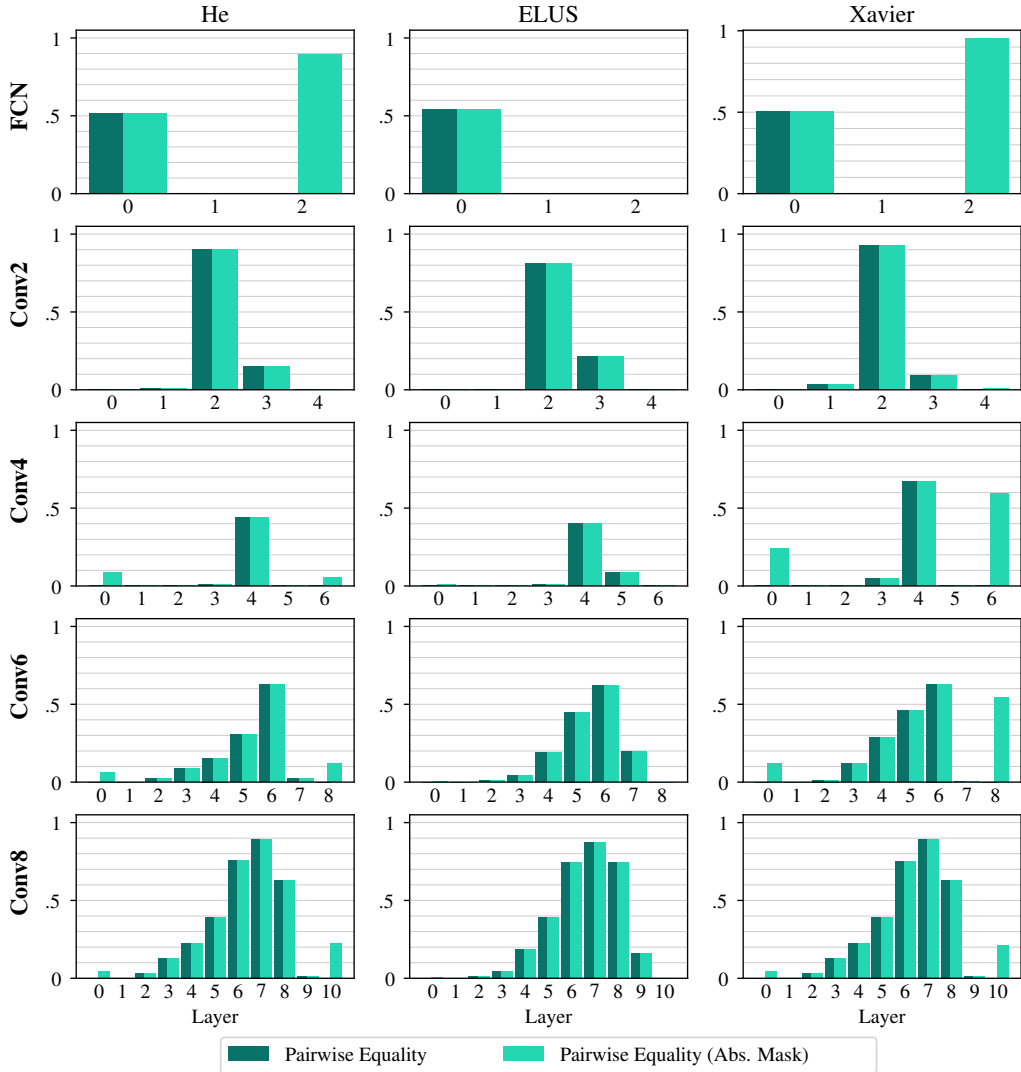 He ELUS Xavier
FCN
1 1 1
.5 .5 .5
0 0 0
0 1 2 0 1 2 0 1 2
Conv2
1 1 1
.5 .5 .5
0 0 0
0 1 2 3 4 0 1 2 3 4 0 1 2 3 4
Conv4
1 1 1
.5 .5 .5
0 0 0
0 1 2 3 4 5 6 0 1 2 3 4 5 6 0 1 2 3 4 5 6
Conv6
1 1 1
.5 .5 .5
0 0 0
0 1 2 3 4 5 6 7 8 0 1 2 3 4 5 6 7 8 0 1 2 3 4 5 6 7 8
Conv8
1 1 1
.5 .5 .5
0 0 0
0 1 2 3 4 5 6 7 8 9 10 0 1 2 3 4 5 6 7 8 9 10 0 1 2 3 4 5 6 7 8 9 10
Layer Layer Layer
Pairwise Equality Pairwise Equality (Abs. Mask)